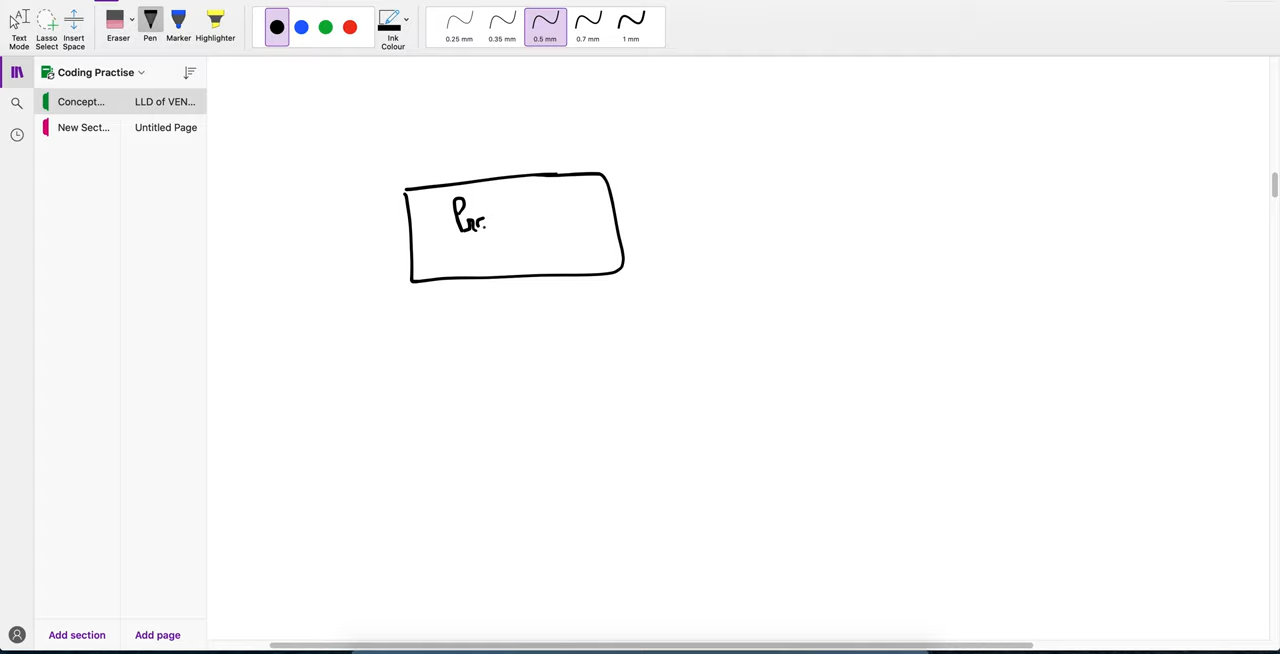 Text Mode
Lasso Select
Insert Space
Eraser
Pen
Marker
Highlighter
Ink Colour
0.25 mm
0.35 mm
0.5 mm
0.7 mm
1 mm
Coding Practise
Concept... LLD of VEN...
New Sect... Untitled Page
Add section Add page